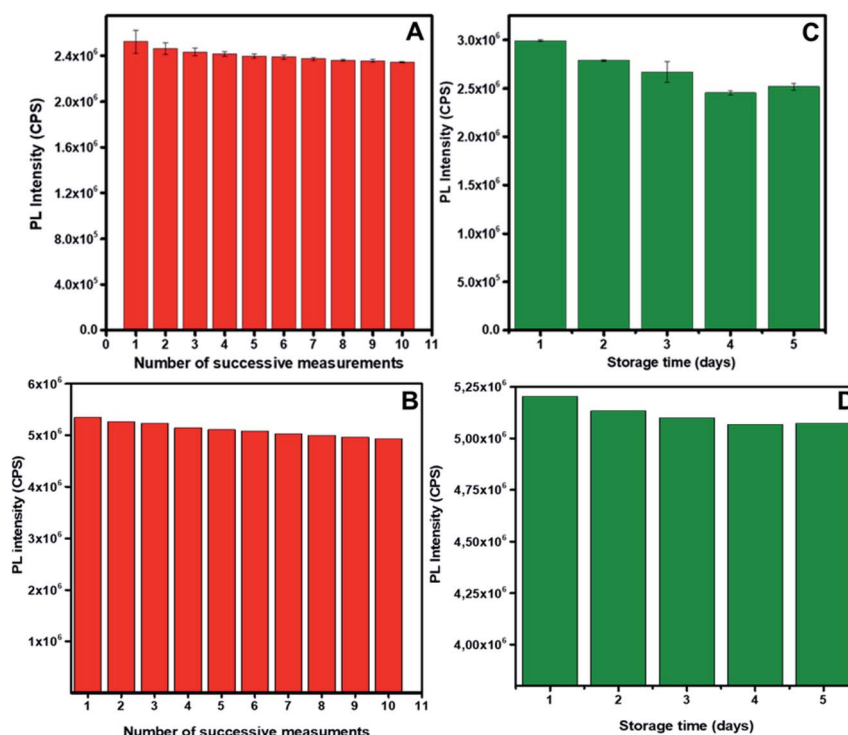 A
PL Intensity (CPS)
2.4x10⁶
2.0x10⁶
1.6x10⁶
1.2x10⁶
8.0x10⁵
4.0x10⁵
0.0
0 1 2 3 4 5 6 7 8 9 10 11
Number of successive measurements
C
PL Intensity (CPS)
3.0x10⁶
2.5x10⁶
2.0x10⁶
1.5x10⁶
1.0x10⁶
5.0x10⁵
0.0
1 2 3 4 5
Storage time (days)
B
PL intensity (CPS)
6x10⁶
5x10⁶
4x10⁶
3x10⁶
2x10⁶
1x10⁶
1 2 3 4 5 6 7 8 9 10 11
Number of successive measuments
D
PL Intensity (CPS)
5,25x10⁶
5,00x10⁶
4,75x10⁶
4,50x10⁶
4,25x10⁶
4,00x10⁶
1 2 3 4 5
Storage time (days)